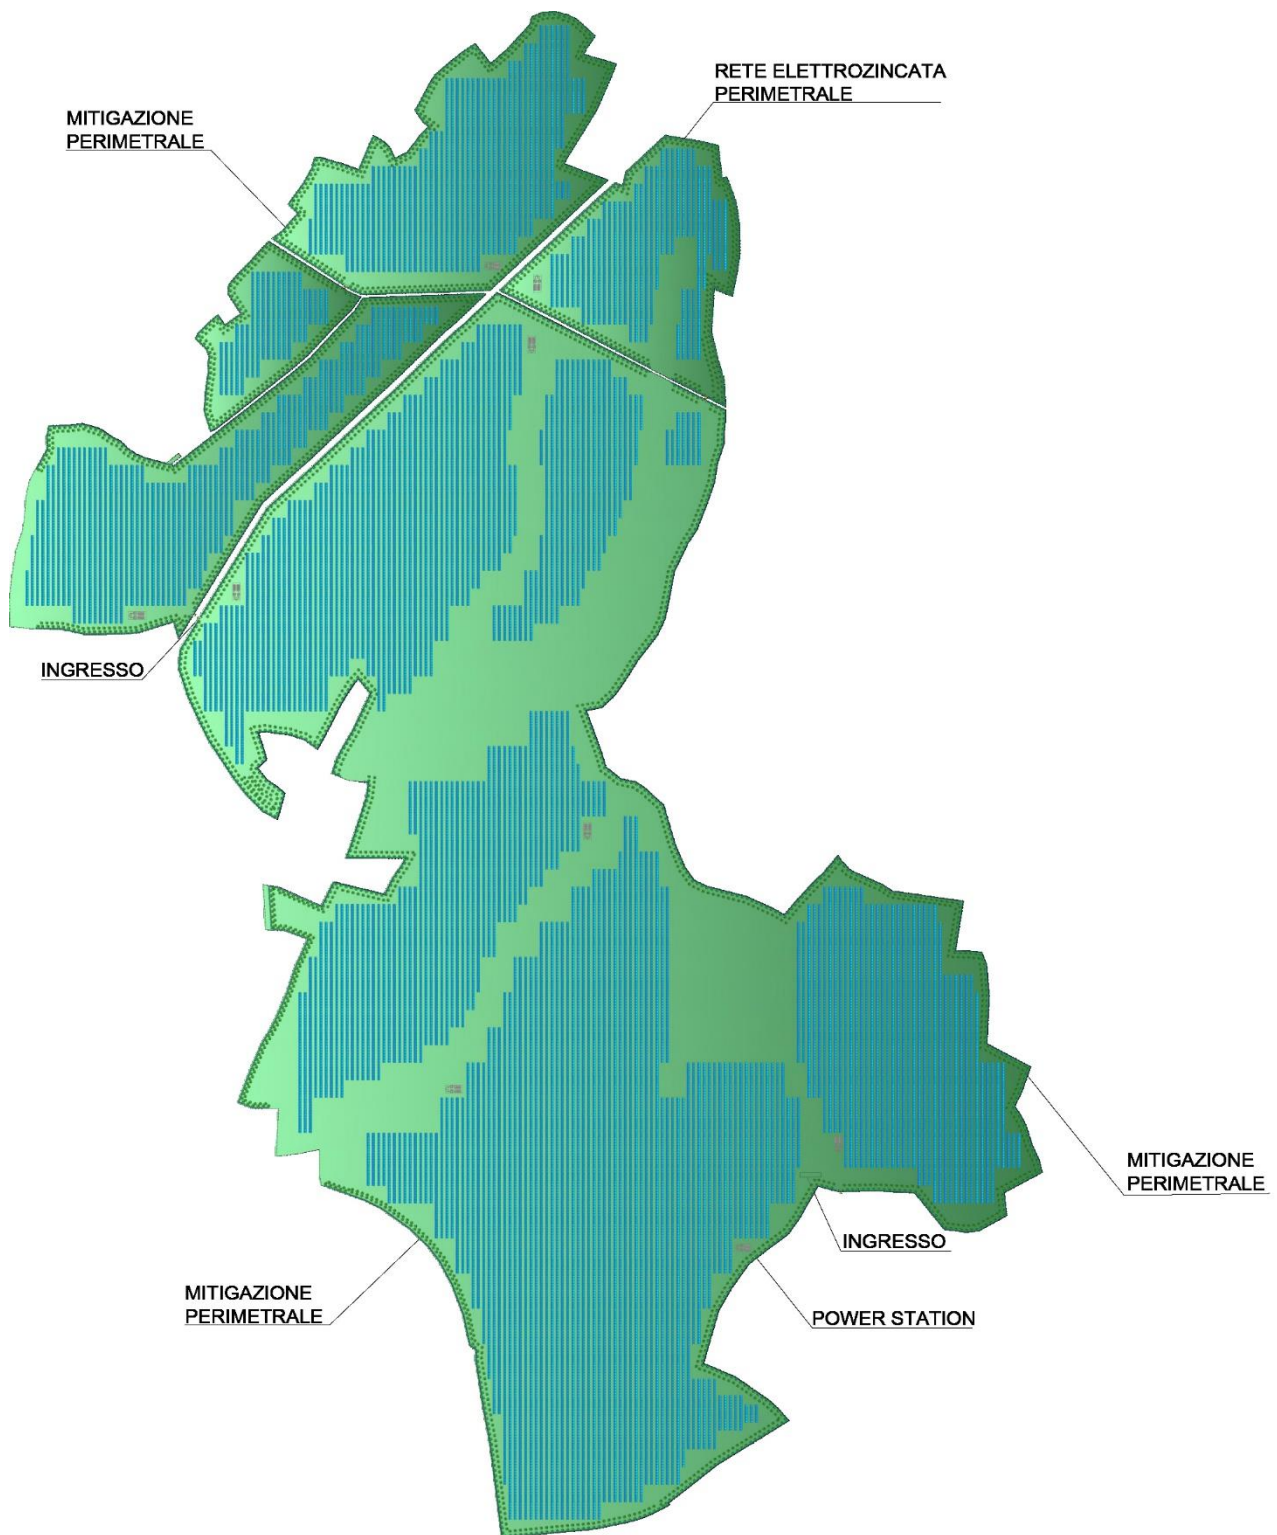 RETE ELETTROZINCATA
PERIMETRALE
MITIGAZIONE
PERIMETRALE
INGRESSO
MITIGAZIONE
PERIMETRALE
INGRESSO
MITIGAZIONE
PERIMETRALE
POWER STATION